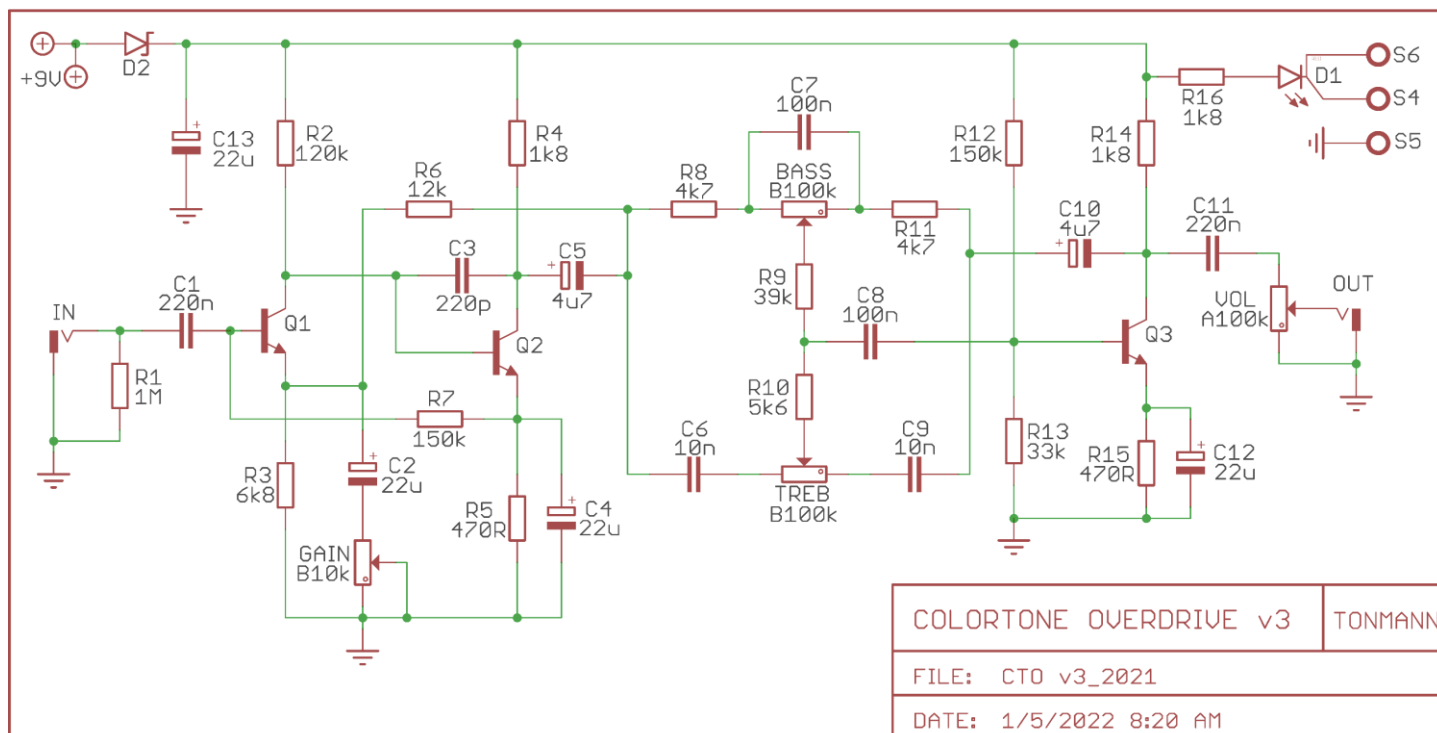 +9V
D2
C13
22u
R2
120k
R4
1k8
C7
100n
R12
150k
R14
1k8
R16
1k8
D1
S6
S4
S5
R6
12k
R8
4k7
BASS
B100k
R11
4k7
C10
4u7
C11
220n
C3
220p
C5
4u7
R9
39k
C8
100n
IN
C1
220n
Q1
Q2
Q3
VOL
A100k
OUT
R1
1M
R7
150k
R10
5k6
C6
10n
C9
10n
TREB
B100k
R13
33k
R15
470R
C12
22u
R3
6k8
C2
22u
R5
470R
C4
22u
GAIN
B10k
COLORTONE OVERDRIVE v3
TONMANN
FILE: CTO v3_2021
DATE: 1/5/2022 8:20 AM